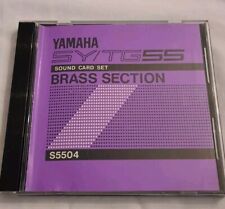 YAMAHA
SY/TG55
SOUND CARD SET
BRASS SECTION
S5504